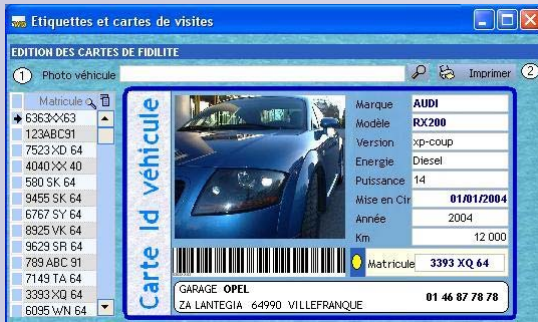 Etiquettes et cartes de visites
EDITION DES CARTES DE FIDILITE
1 Photo véhicule Imprimer 2
Matricule
6363XX63
123ABC91
7523 XD 64
4040 XX 40
580 SK 64
9455 SK 64
6767 SY 64
8925 VK 64
9629 SR 64
789 ABC 91
7149 TA 64
3393 XQ 64
6095 WN 64
Carte Id véhicule
Marque AUDI
Modèle RX200
Version xp-coup
Energie Diesel
Puissance 14
Mise en Cir 01/01/2004
Année 2004
Km 12 000
Matricule 3393 XQ 64
GARAGE OPEL
ZA LANTEGIA 64990 VILLEFRANQUE
01 46 87 78 78